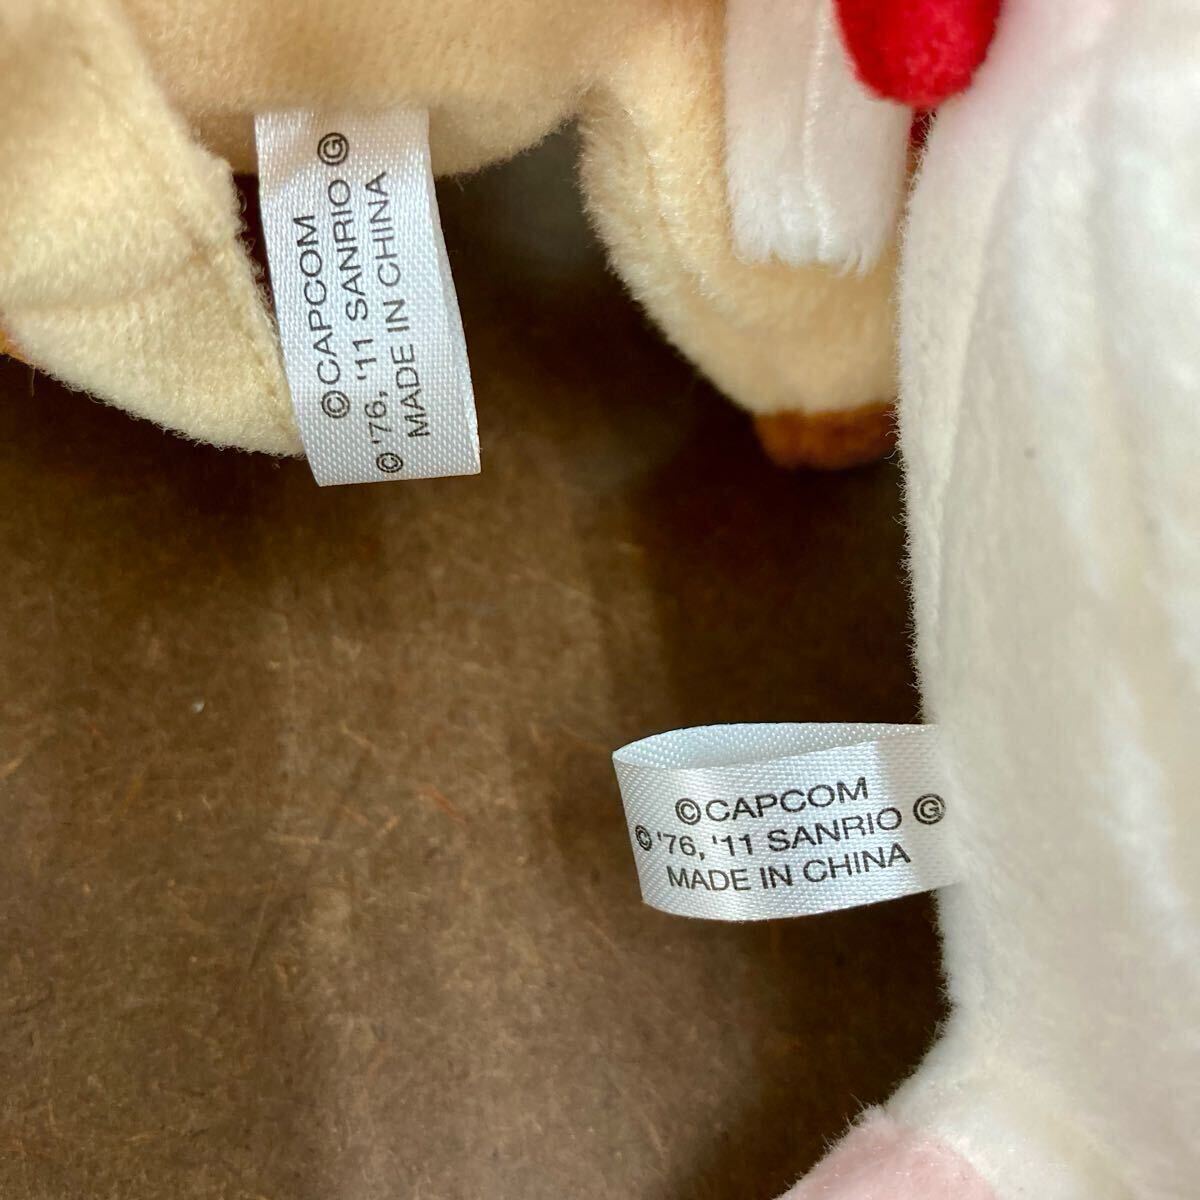 ©CAPCOM
© '76, '11 SANRIO Ⓖ
MADE IN CHINA
©CAPCOM
© '76, '11 SANRIO Ⓖ
MADE IN CHINA